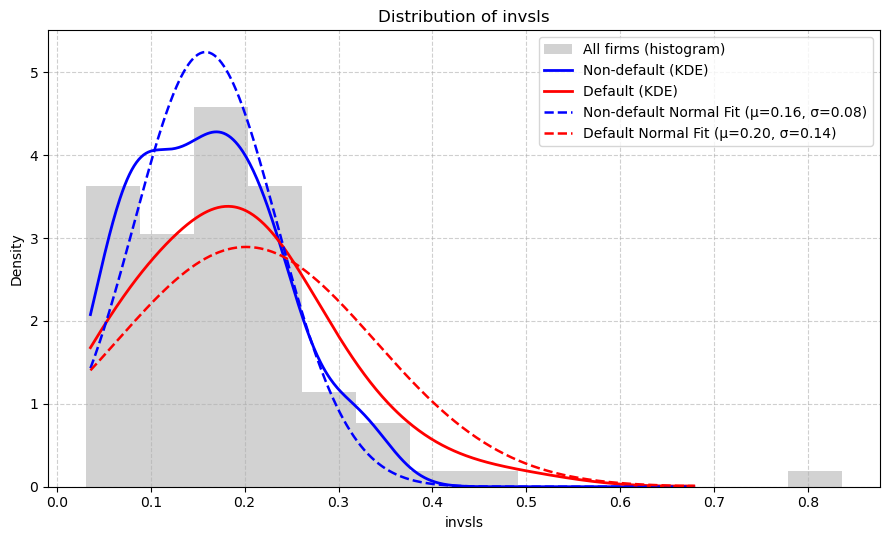 Distribution of invsls
All firms (histogram)
Non-default (KDE)
Default (KDE)
Non-default Normal Fit (μ=0.16, σ=0.08)
Default Normal Fit (μ=0.20, σ=0.14)
Density
5
4
3
2
1
0
0.0 0.1 0.2 0.3 0.4 0.5 0.6 0.7 0.8
invsls